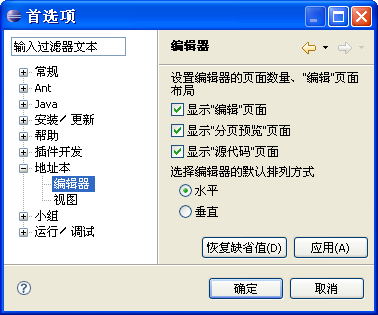 首选项
输入过滤器文本
常规
Ant
Java
安装/更新
帮助
插件开发
地址本
编辑器
视图
小组
运行/调试
编辑器
设置编辑器的页面数量、"编辑"页面
布局
显示"编辑"页面
显示"分页预览"页面
显示"源代码"页面
选择编辑器的默认排列方式
水平
垂直
恢复缺省值(D)
应用(A)
?
确定
取消